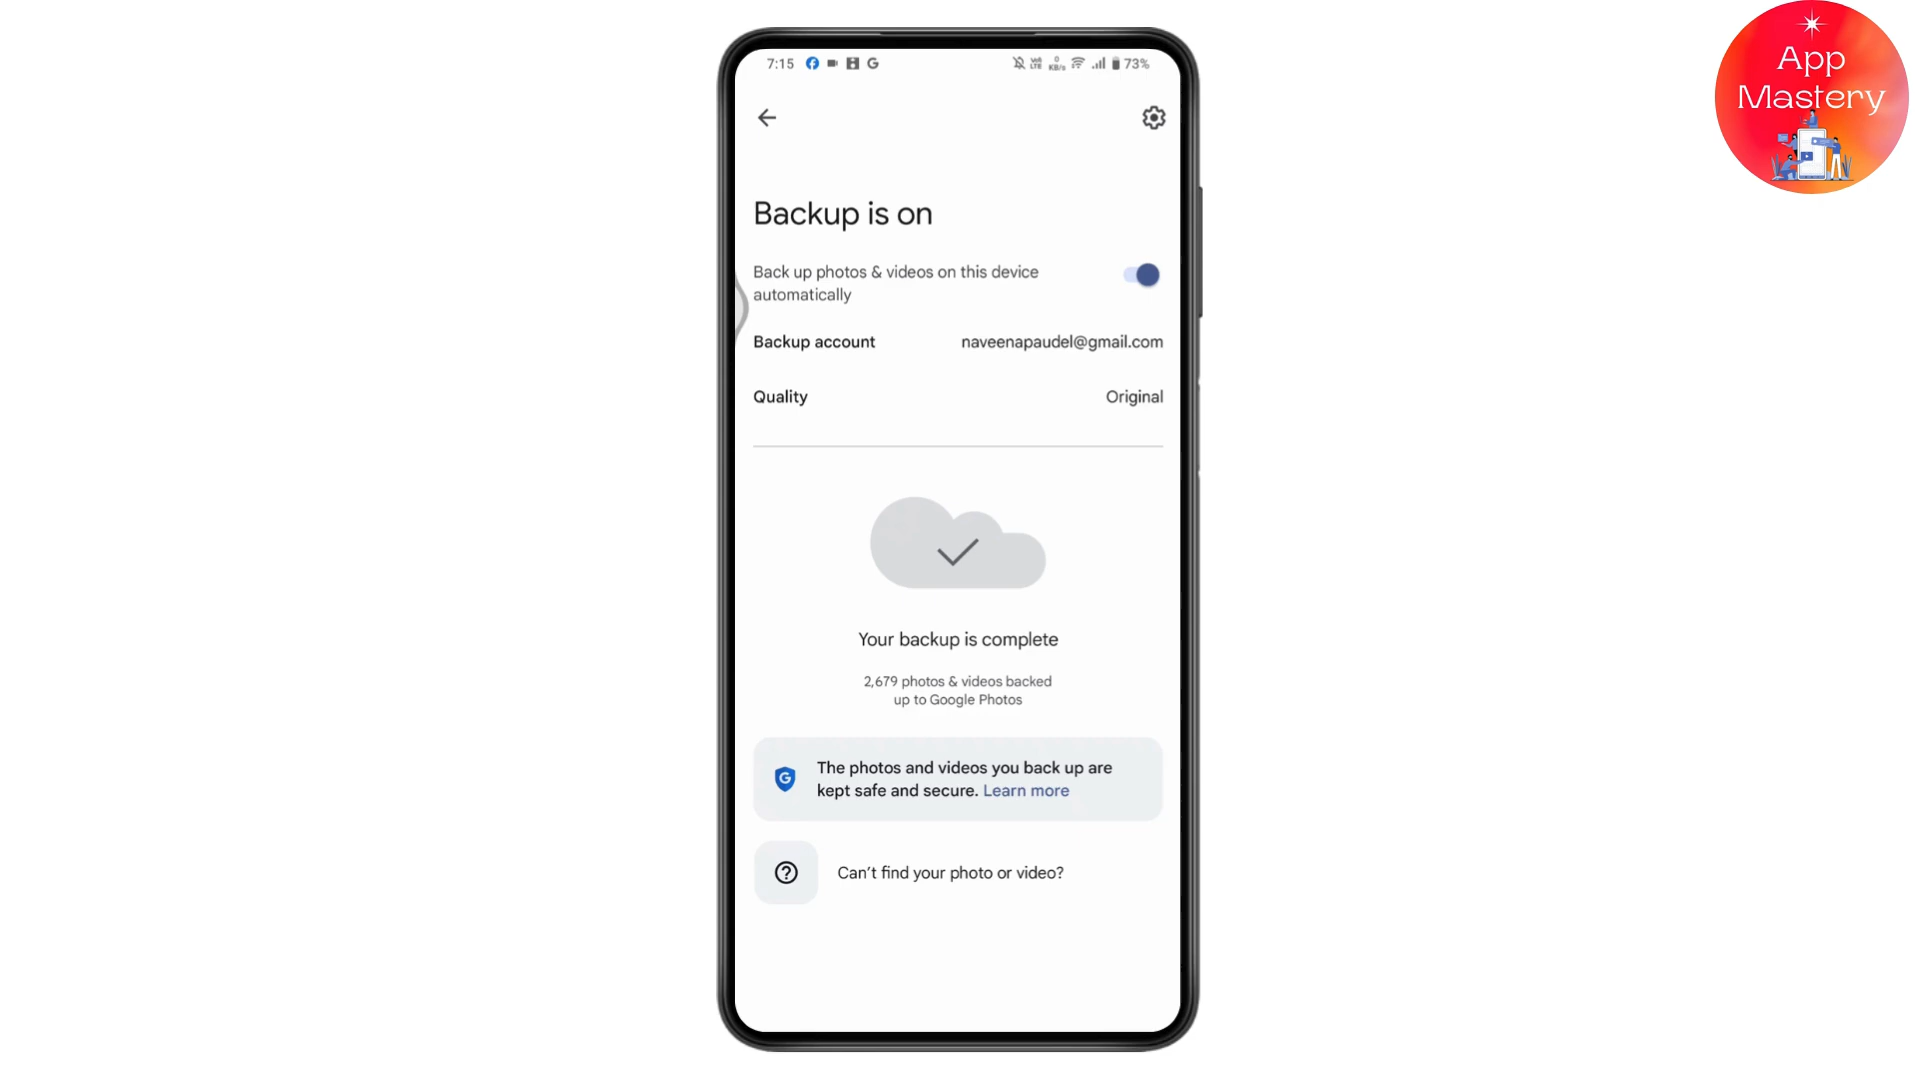 App
Mastery
7:15
73%
Backup is on
Back up photos & videos on this device
automatically
Backup account naveenapaudel@gmail.com
Quality Original
Your backup is complete
2,679 photos & videos backed
up to Google Photos
The photos and videos you back up are
kept safe and secure. Learn more
Can't find your photo or video?